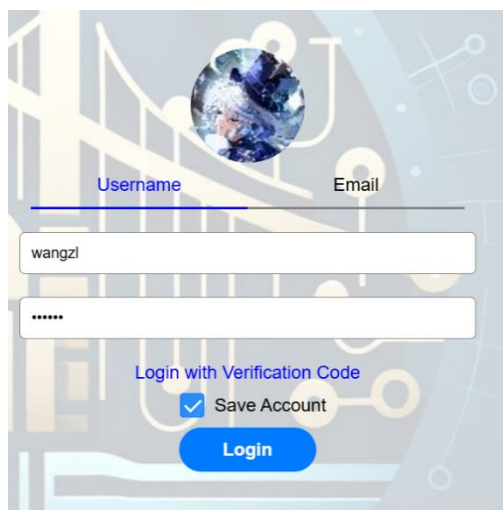 Username Email
wangzl
••••••
Login with Verification Code
Save Account
Login